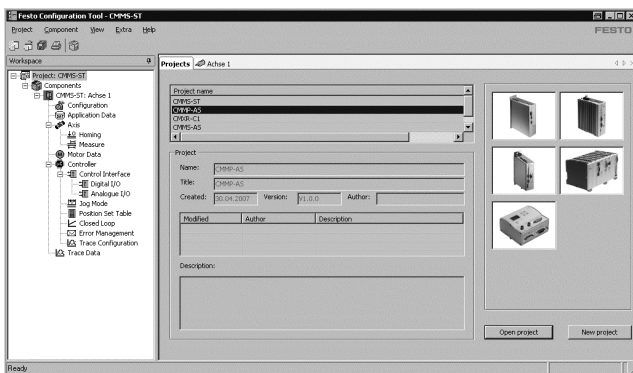 Festo Configuration Tool - CMMS-ST
Project Component View Extra Help
FESTO
Workspace
Project: CMMS-ST
Components
CMMS-ST: Achse 1
Configuration
Application Data
Axis
Homing
Measure
Motor Data
Controller
Control Interface
Digital I/O
Analogue I/O
Jog Mode
Position Set Table
Closed Loop
Error Management
Trace Configuration
Trace Data
Projects Achse 1
Project name
CMMS-ST
CMMP-AS
CMXR-C1
CMMS-AS
Project
Name: CMMP-AS
Title: CMMP-AS
Created: 30.04.2007 Version: V1.0.0 Author:
Modified Author Description
Description:
Open project New project
Ready